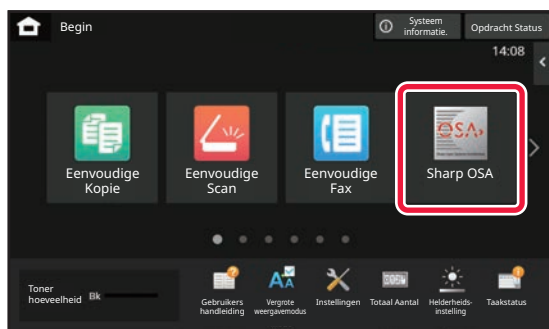 Begin
Systeem
informatie.
Opdracht Status
14:08
Eenvoudige
Kopie
Eenvoudige
Scan
Eenvoudige
Fax
OSA
Sharp OSA
Toner
hoeveelheid
Bk
Gebruikers
handleiding
Vergrote
weergavemodus
Instellingen
Totaal Aantal
Helderheids-
instelling
Taakstatus